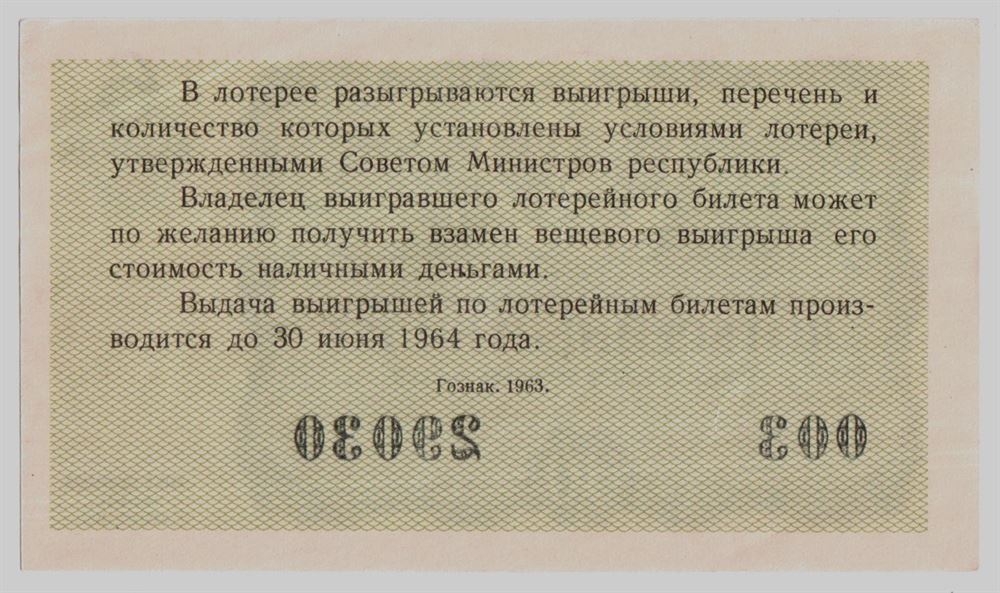 В лотерее разыгрываются выигрыши, перечень и
количество которых установлены условиями лотереи,
утвержденными Советом Министров республики.
Владелец выигравшего лотерейного билета может
по желанию получить взамен вещевого выигрыша его
стоимость наличными деньгами.
Выдача выигрышей по лотерейным билетам произ-
водится до 30 июня 1964 года.
Гознак. 1963.
29030 003